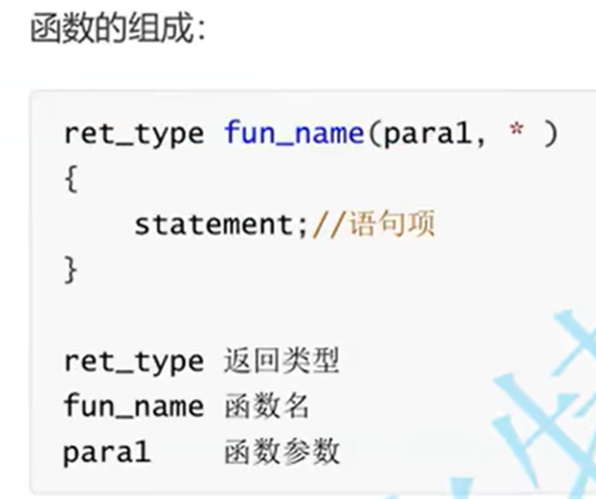 函数的组成：
ret_type fun_name(para1, * )
{
    statement;//语句项
}
ret_type 返回类型
fun_name 函数名
para1    函数参数